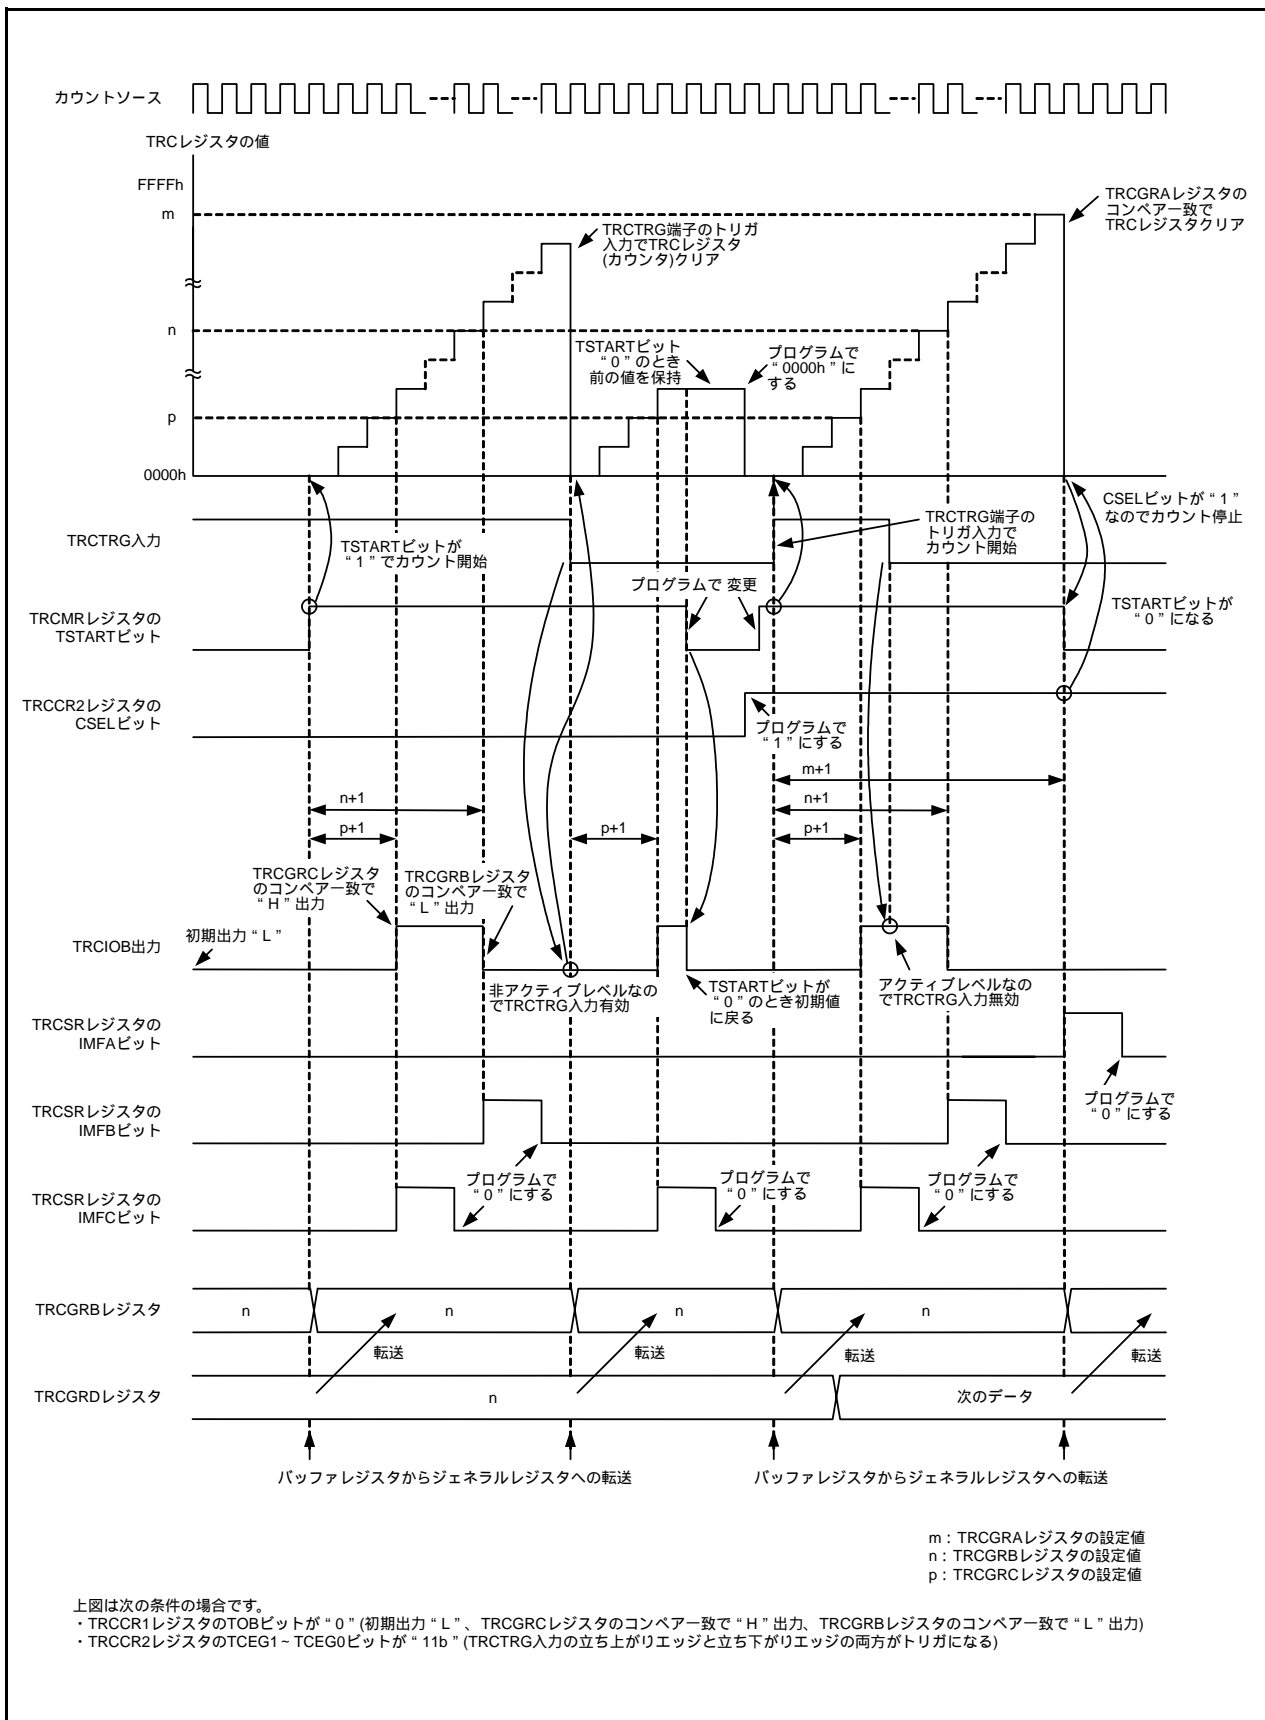 カウントソース
TRCレジスタの値
FFFFh
m
TRCGRAレジスタの
コンペア一致で
TRCレジスタクリア
TRCTRG端子のトリガ
入力でTRCレジスタ
(カウンタ)クリア
n
TSTARTビット
“0”のとき
前の値を保持
プログラムで
“0000h”に
する
p
0000h
CSELビットが“1”
なのでカウント停止
TRCTRG入力
TSTARTビットが
“1”でカウント開始
TRCTRG端子の
トリガ入力で
カウント開始
プログラムで 変更
TRCMRレジスタの
TSTARTビット
TSTARTビットが
“0”になる
TRCCR2レジスタの
CSELビット
プログラムで
“1”にする
m+1
n+1
n+1
p+1
p+1
p+1
TRCGRCレジスタ
のコンペア一致で
“H”出力
TRCGRBレジスタ
のコンペア一致で
“L”出力
初期出力“L”
TRCIOB出力
非アクティブレベルなの
でTRCTRG入力有効
TSTARTビットが
“0”のとき初期値
に戻る
アクティブレベルなの
でTRCTRG入力無効
TRCSRレジスタの
IMFAビット
プログラムで
“0”にする
TRCSRレジスタの
IMFBビット
プログラムで
“0”にする
プログラムで
“0”にする
プログラムで
“0”にする
TRCSRレジスタの
IMFCビット
TRCGRBレジスタ
n
n
n
n
転送
転送
転送
転送
TRCGRDレジスタ
n
次のデータ
バッファレジスタからジェネラルレジスタへの転送
バッファレジスタからジェネラルレジスタへの転送
m：TRCGRAレジスタの設定値
n：TRCGRBレジスタの設定値
p：TRCGRCレジスタの設定値
上図は次の条件の場合です。
・TRCCR1レジスタのTOBビットが“0”(初期出力“L”、TRCGRCレジスタのコンペア一致で“H”出力、TRCGRBレジスタのコンペア一致で“L”出力)
・TRCCR2レジスタのTCEG1～TCEG0ビットが“11b”(TRCTRG入力の立ち上がりエッジと立ち下がりエッジの両方がトリガになる)